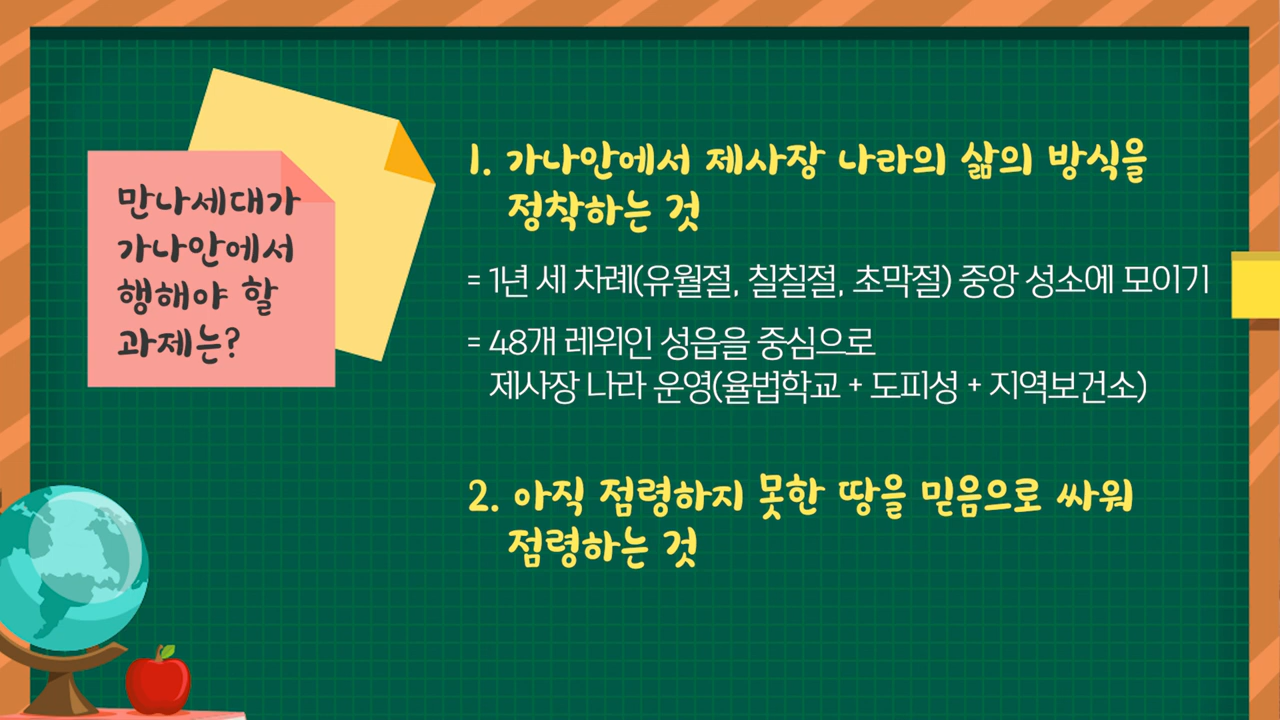 만나세대가
가나안에서
행해야 할
과제는?
1. 가나안에서 제사장 나라의 삶의 방식을
정착하는 것
= 1년 세 차례(유월절, 칠칠절, 초막절) 중앙 성소에 모이기
= 48개 레위인 성읍을 중심으로
제사장 나라 운영(율법학교 + 도피성 + 지역보건소)
2. 아직 점령하지 못한 땅을 믿음으로 싸워
점령하는 것